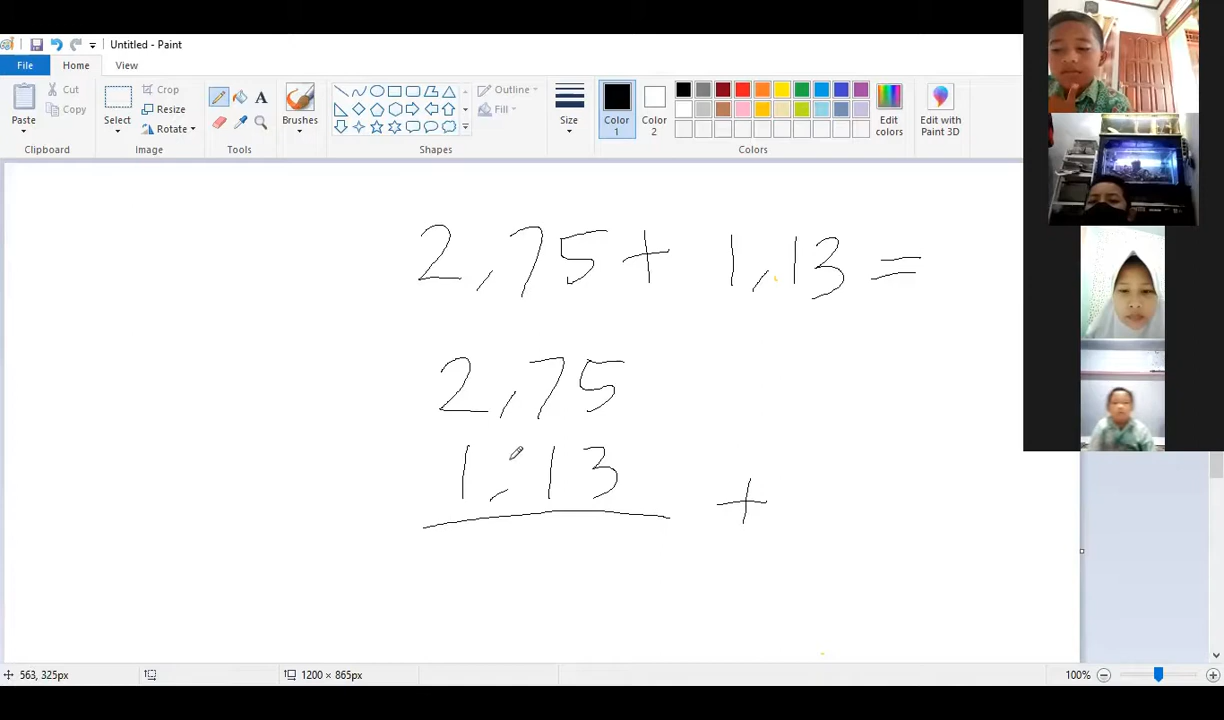 Untitled - Paint
File Home View
Paste
Cut
Copy
Clipboard
Select
Crop
Resize
Rotate
Image
A
Tools
Brushes
Outline
Fill
Shapes
Size
Color 1
Color 2
Edit colors
Colors
Edit with Paint 3D
2,75 + 1,13 =
2,75
1,13
+
563, 325px
1200 × 865px
100%